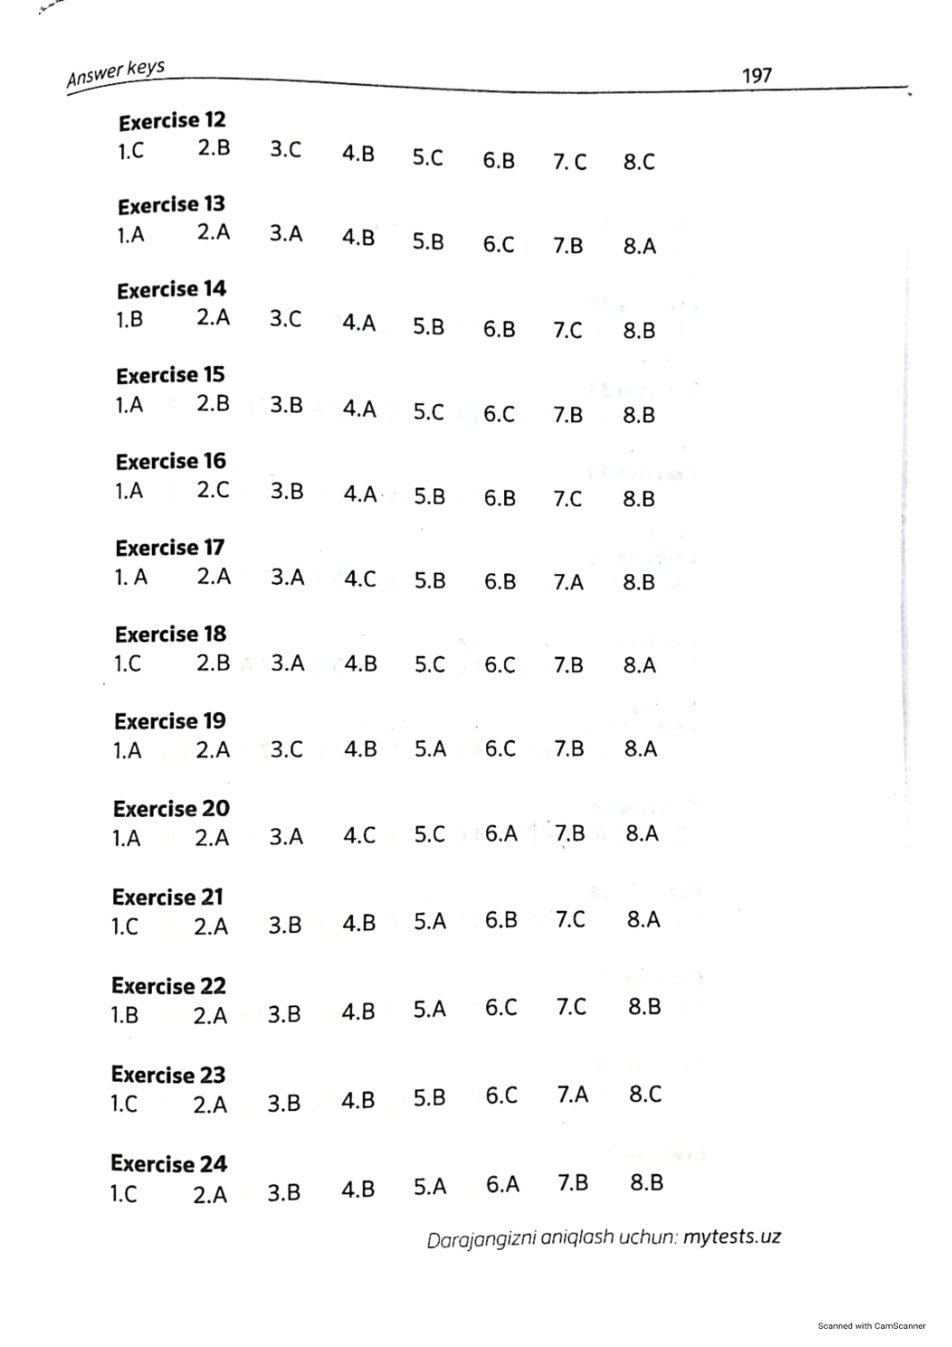 Answer keys 197
Exercise 12
1.C 2.B 3.C 4.B 5.C 6.B 7. C 8.C
Exercise 13
1.A 2.A 3.A 4.B 5.B 6.C 7.B 8.A
Exercise 14
1.B 2.A 3.C 4.A 5.B 6.B 7.C 8.B
Exercise 15
1.A 2.B 3.B 4.A 5.C 6.C 7.B 8.B
Exercise 16
1.A 2.C 3.B 4.A 5.B 6.B 7.C 8.B
Exercise 17
1. A 2.A 3.A 4.C 5.B 6.B 7.A 8.B
Exercise 18
1.C 2.B 3.A 4.B 5.C 6.C 7.B 8.A
Exercise 19
1.A 2.A 3.C 4.B 5.A 6.C 7.B 8.A
Exercise 20
1.A 2.A 3.A 4.C 5.C 6.A 7.B 8.A
Exercise 21
1.C 2.A 3.B 4.B 5.A 6.B 7.C 8.A
Exercise 22
1.B 2.A 3.B 4.B 5.A 6.C 7.C 8.B
Exercise 23
1.C 2.A 3.B 4.B 5.B 6.C 7.A 8.C
Exercise 24
1.C 2.A 3.B 4.B 5.A 6.A 7.B 8.B
Darajangizni aniqlash uchun: mytests.uz
Scanned with CamScanner